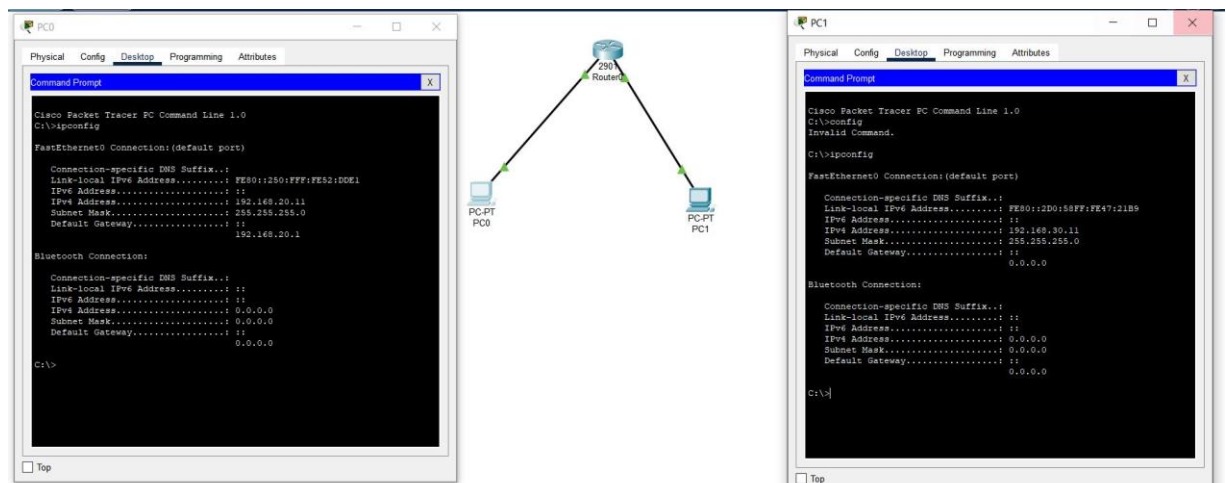 PC0
Physical Config Desktop Programming Attributes
Command Prompt X
Cisco Packet Tracer PC Command Line 1.0
C:\>ipconfig
FastEthernet0 Connection:(default port)
Connection-specific DNS Suffix..:
Link-local IPv6 Address.........: FE80::250:FFF:FE52:DDE1
IPv6 Address....................: ::
IPv4 Address....................: 192.168.20.11
Subnet Mask.....................: 255.255.255.0
Default Gateway.................: ::
192.168.20.1
Bluetooth Connection:
Connection-specific DNS Suffix..:
Link-local IPv6 Address.........: ::
IPv6 Address....................: ::
IPv4 Address....................: 0.0.0.0
Subnet Mask.....................: 0.0.0.0
Default Gateway.................: ::
0.0.0.0
C:\>
Top
2901
Router0
PC-PT
PC0
PC-PT
PC1
PC1
Physical Config Desktop Programming Attributes
Command Prompt X
Cisco Packet Tracer PC Command Line 1.0
C:\>config
Invalid Command.
C:\>ipconfig
FastEthernet0 Connection:(default port)
Connection-specific DNS Suffix..:
Link-local IPv6 Address.........: FE80::2D0:58FF:FE47:21B9
IPv6 Address....................: ::
IPv4 Address....................: 192.168.30.11
Subnet Mask.....................: 255.255.255.0
Default Gateway.................: ::
0.0.0.0
Bluetooth Connection:
Connection-specific DNS Suffix..:
Link-local IPv6 Address.........: ::
IPv6 Address....................: ::
IPv4 Address....................: 0.0.0.0
Subnet Mask.....................: 0.0.0.0
Default Gateway.................: ::
0.0.0.0
C:\>
Top